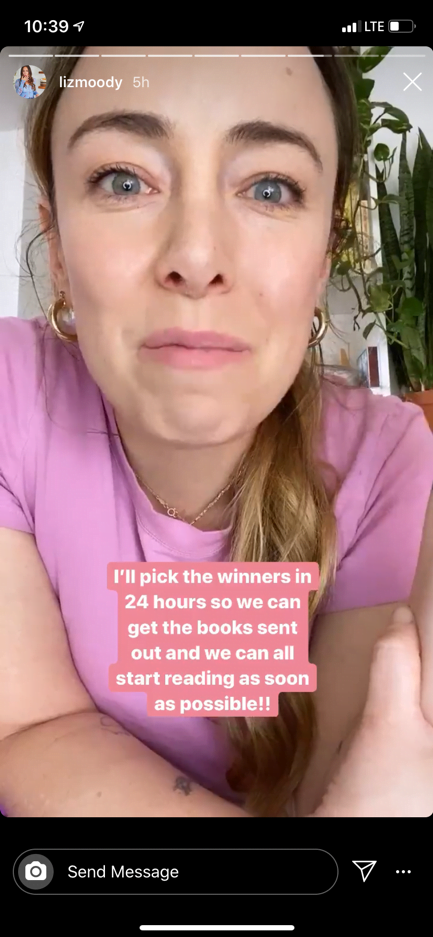 10:39 LTE
lizmoody 5h
I'll pick the winners in
24 hours so we can
get the books sent
out and we can all
start reading as soon
as possible!!
Send Message